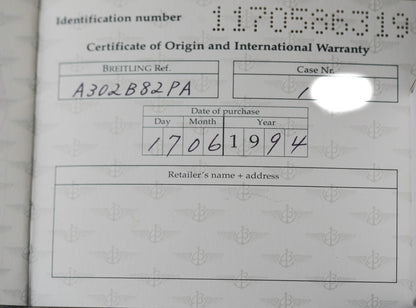 Identification number 1170586319
Certificate of Origin and International Warranty
BREITLING Ref. Case Nr.
A302B82PA 1
Date of purchase
Day Month Year
17 06 1994
Retailer's name + address